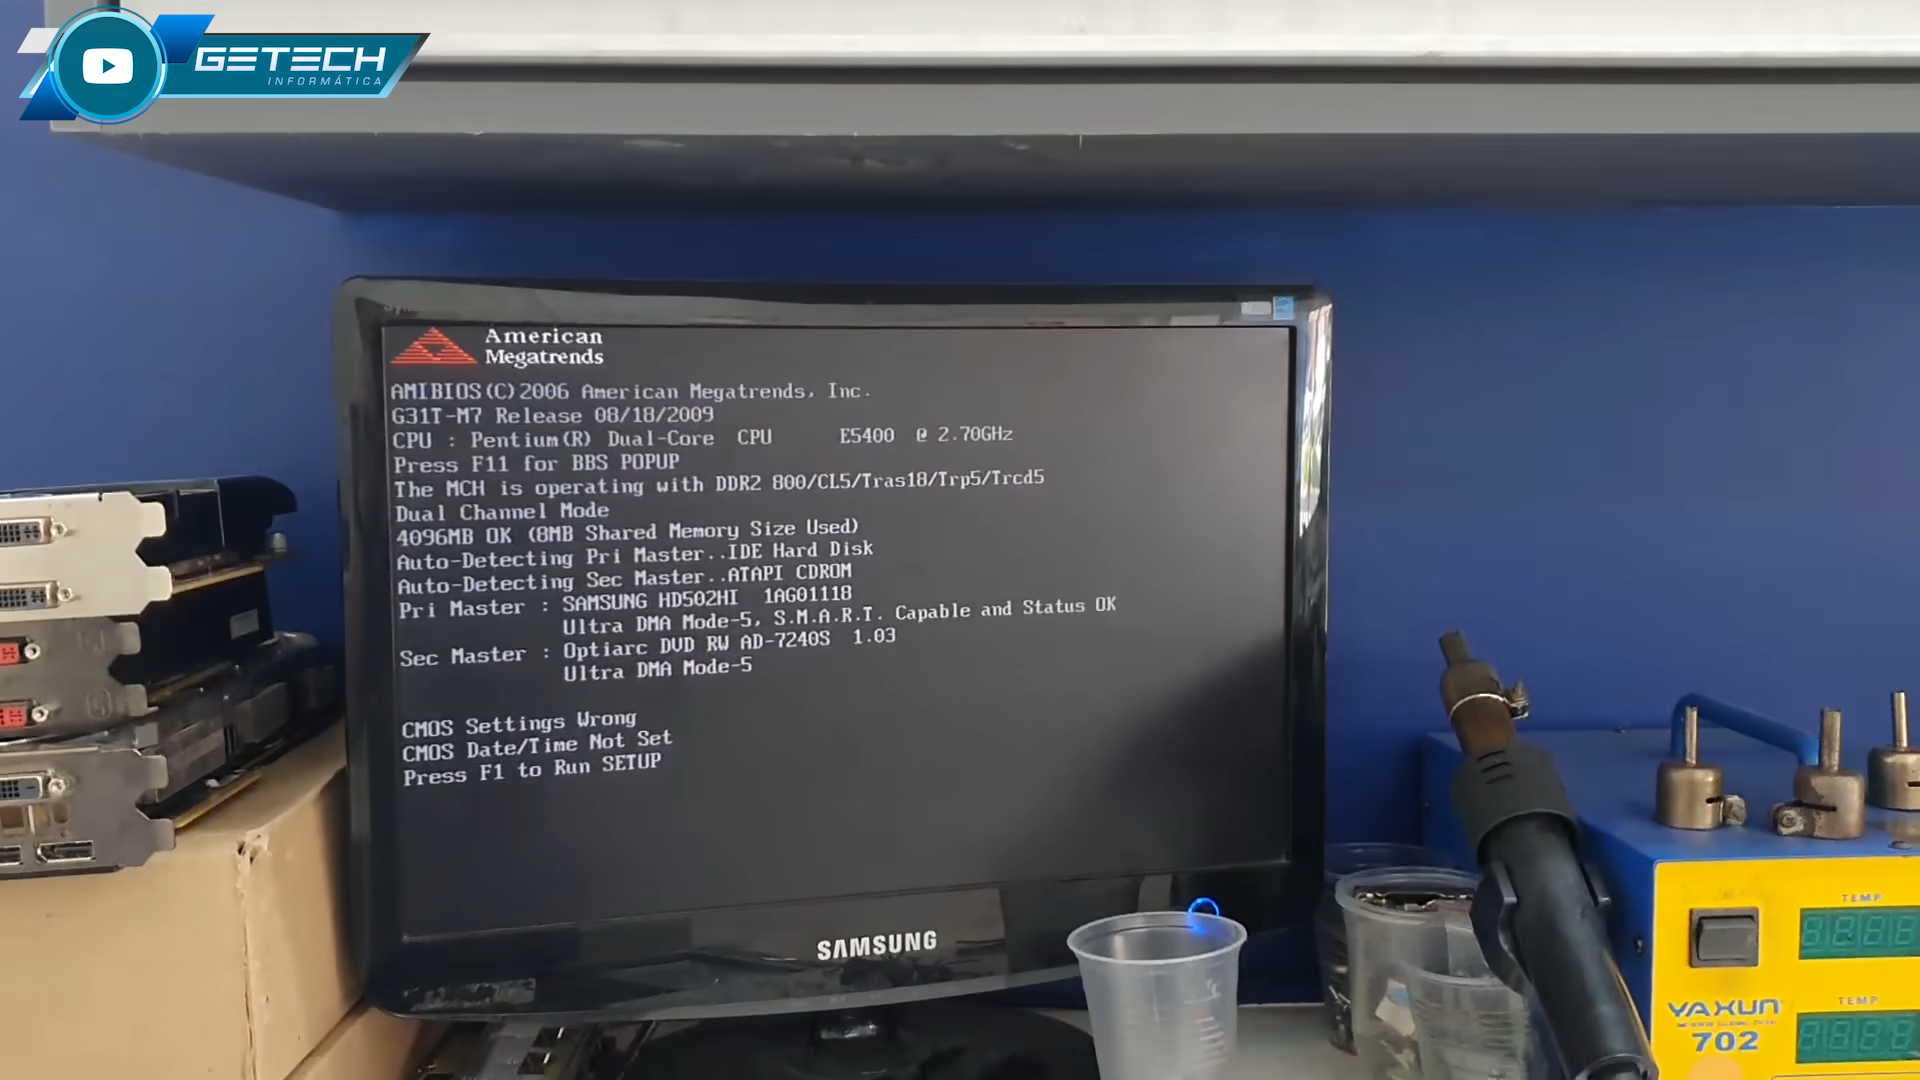 GETECH
INFORMÁTICA
American
Megatrends
AMIBIOS(C)2006 American Megatrends, Inc.
G31T-M7 Release 08/18/2009
CPU : Pentium(R) Dual-Core CPU E5400 @ 2.70GHz
Press F11 for BBS POPUP
The MCH is operating with DDR2 800/CL5/Tras18/Trp5/Trcd5
Dual Channel Mode
4096MB OK (8MB Shared Memory Size Used)
Auto-Detecting Pri Master..IDE Hard Disk
Auto-Detecting Sec Master..ATAPI CDROM
Pri Master : SAMSUNG HD502HI 1AG01118
Ultra DMA Mode-5, S.M.A.R.T. Capable and Status OK
Sec Master : Optiarc DVD RW AD-7240S 1.03
Ultra DMA Mode-5
CMOS Settings Wrong
CMOS Date/Time Not Set
Press F1 to Run SETUP
SAMSUNG
TEMP
TEMP
YAXUN
702